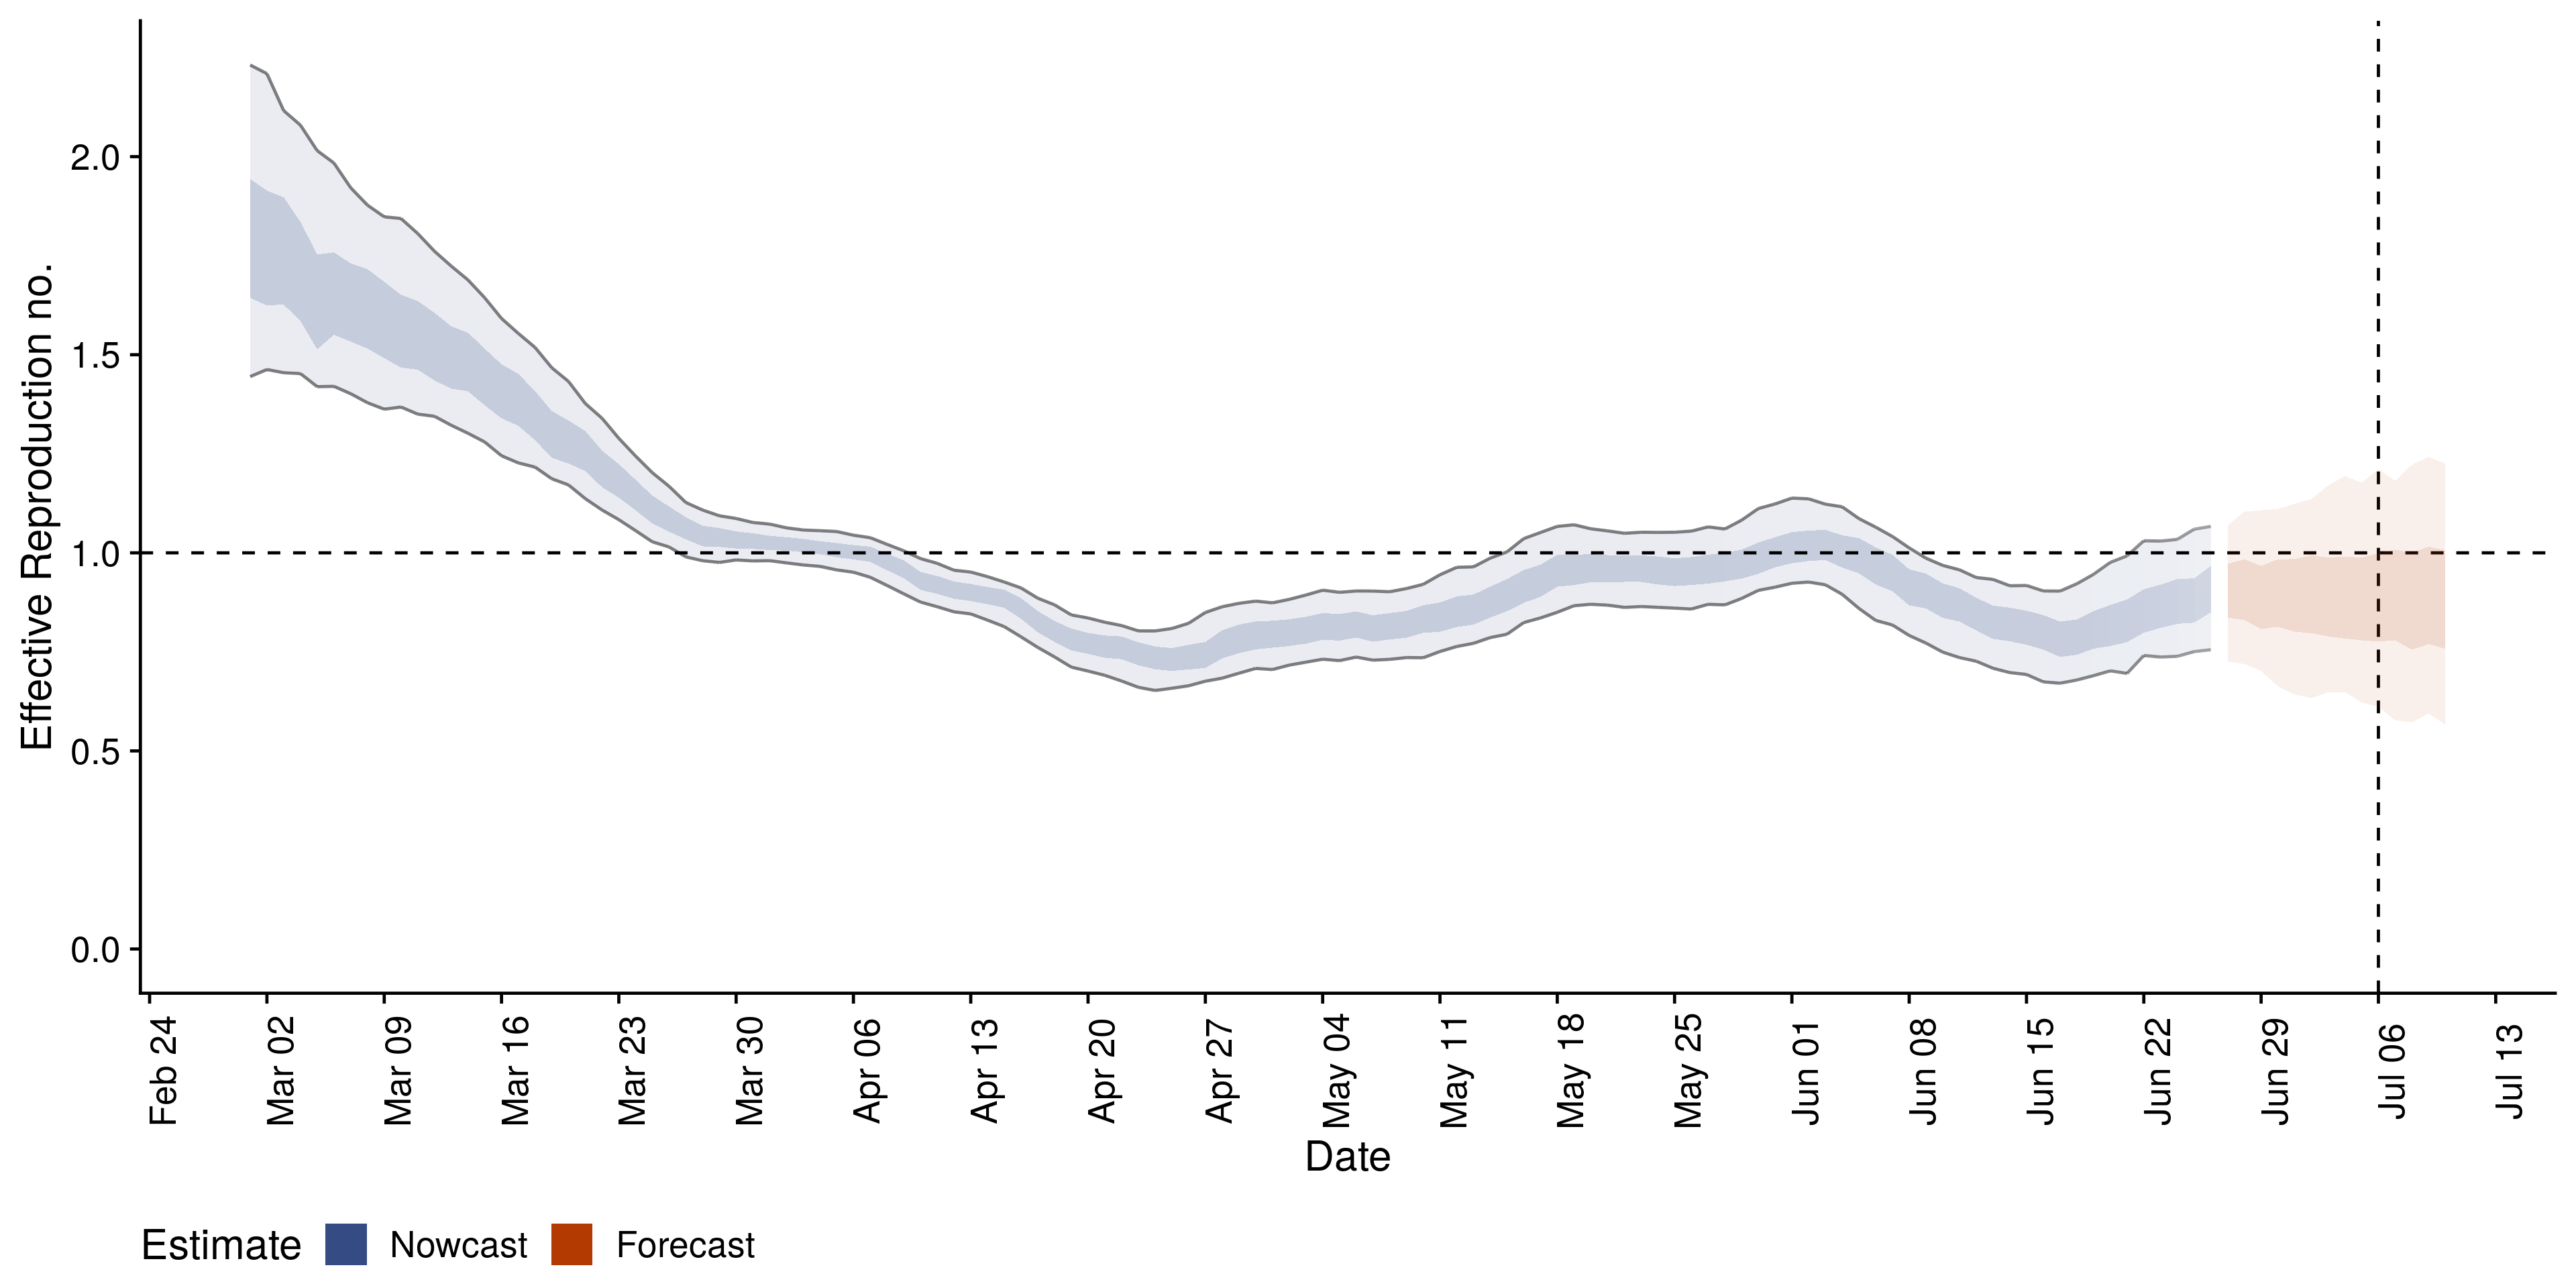 Effective Reproduction no.
2.0
1.5
1.0
0.5
0.0
Feb 24
Mar 02
Mar 09
Mar 16
Mar 23
Mar 30
Apr 06
Apr 13
Apr 20
Apr 27
May 04
May 11
May 18
May 25
Jun 01
Jun 08
Jun 15
Jun 22
Jun 29
Jul 06
Jul 13
Date
Estimate Nowcast Forecast